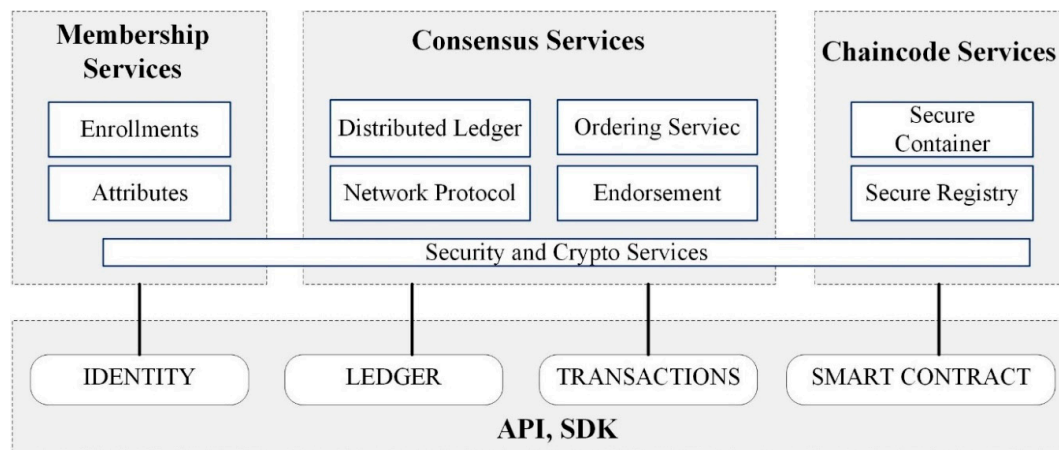 Membership
Services
Consensus Services
Chaincode Services
Enrollments
Attributes
Distributed Ledger
Ordering Serviec
Network Protocol
Endorsement
Secure
Container
Secure Registry
Security and Crypto Services
IDENTITY
LEDGER
TRANSACTIONS
SMART CONTRACT
API, SDK